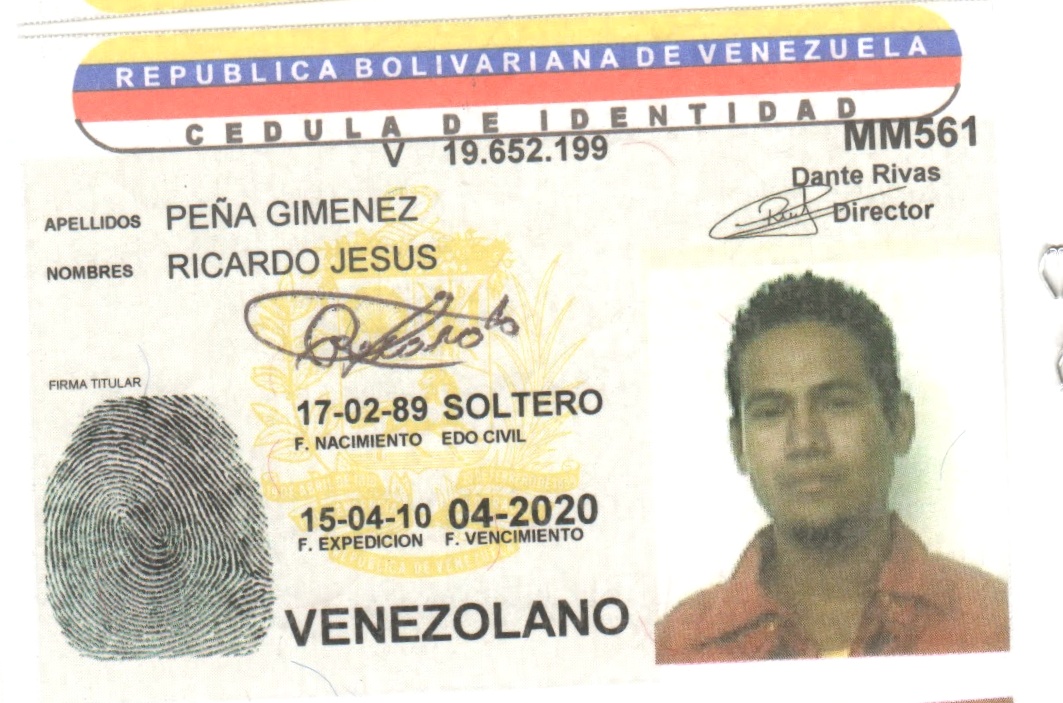 REPUBLICA BOLIVARIANA DE VENEZUELA
CEDULA DE IDENTIDAD
V 19.652.199
MM561
Dante Rivas
Director
APELLIDOS PEÑA GIMENEZ
NOMBRES RICARDO JESUS
FIRMA TITULAR
17-02-89 SOLTERO
F. NACIMIENTO EDO CIVIL
15-04-10 04-2020
F. EXPEDICION F. VENCIMIENTO
VENEZOLANO